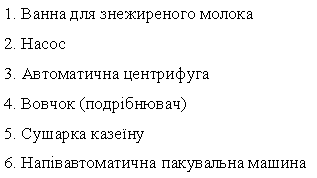 1. Ванна для знежиреного молока
2. Насос
3. Автоматична центрифуга
4. Вовчок (подрібнювач)
5. Сушарка казеїну
6. Напівавтоматична пакувальна машина